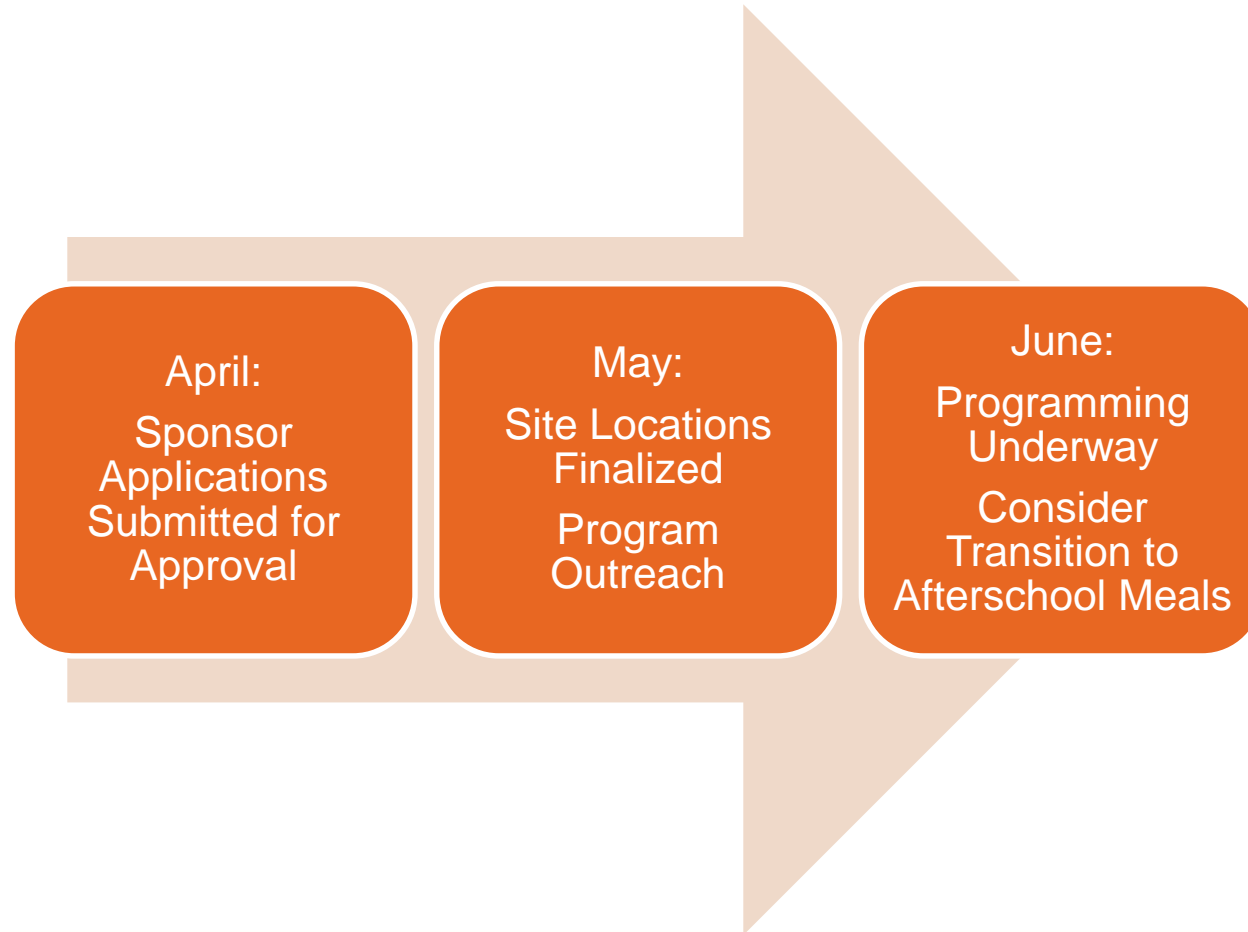 April:
Sponsor
Applications
Submitted for
Approval
May:
Site Locations
Finalized
Program
Outreach
June:
Programming
Underway
Consider
Transition to
Afterschool Meals